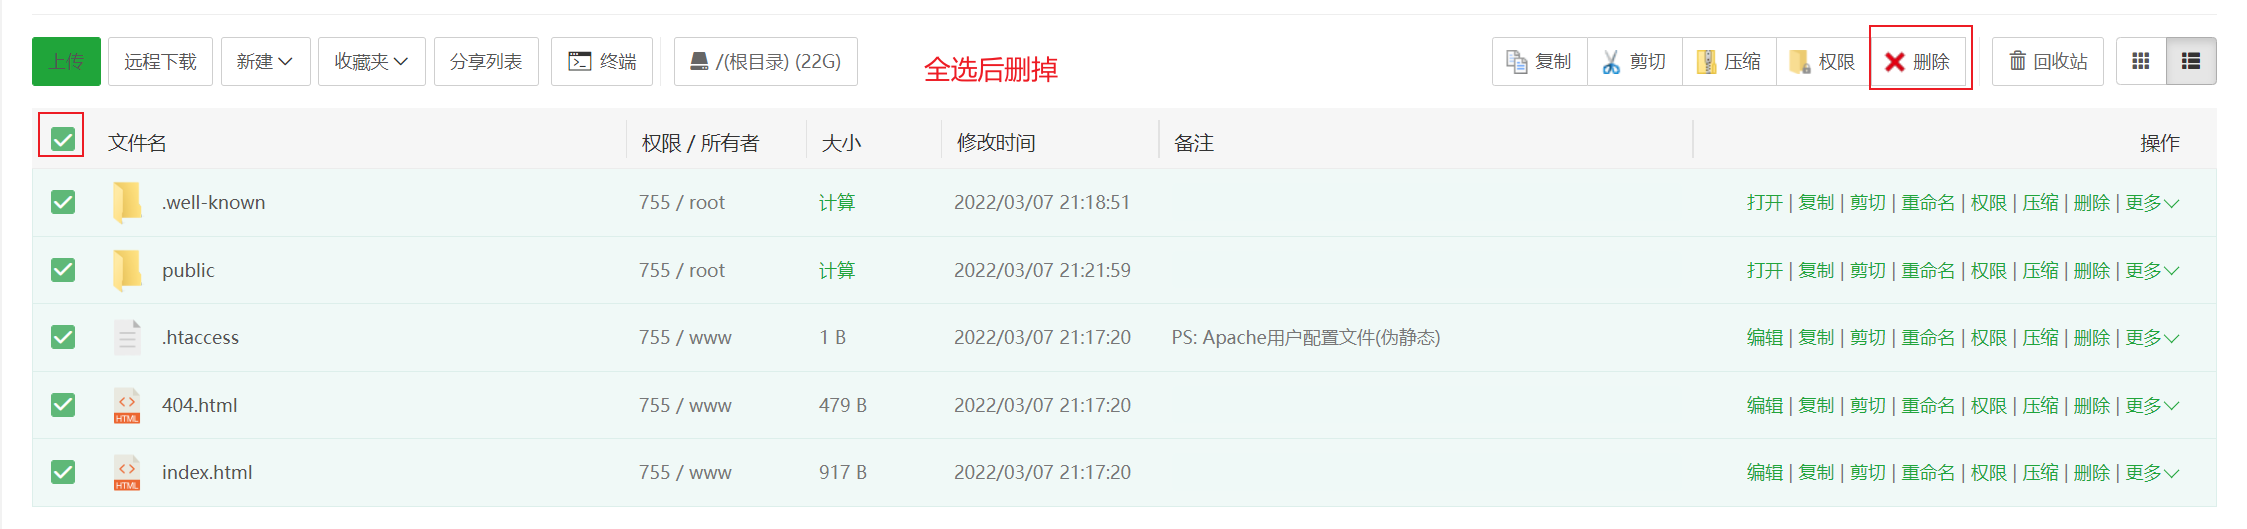 上传 远程下载 新建 收藏夹 分享列表 终端 /(根目录) (22G) 全选后删掉 复制 剪切 压缩 权限 删除 回收站
文件名 权限 / 所有者 大小 修改时间 备注 操作
.well-known 755 / root 计算 2022/03/07 21:18:51 打开 | 复制 | 剪切 | 重命名 | 权限 | 压缩 | 删除 | 更多
public 755 / root 计算 2022/03/07 21:21:59 打开 | 复制 | 剪切 | 重命名 | 权限 | 压缩 | 删除 | 更多
.htaccess 755 / www 1 B 2022/03/07 21:17:20 PS: Apache用户配置文件(伪静态) 编辑 | 复制 | 剪切 | 重命名 | 权限 | 压缩 | 删除 | 更多
HTML 404.html 755 / www 479 B 2022/03/07 21:17:20 编辑 | 复制 | 剪切 | 重命名 | 权限 | 压缩 | 删除 | 更多
HTML index.html 755 / www 917 B 2022/03/07 21:17:20 编辑 | 复制 | 剪切 | 重命名 | 权限 | 压缩 | 删除 | 更多